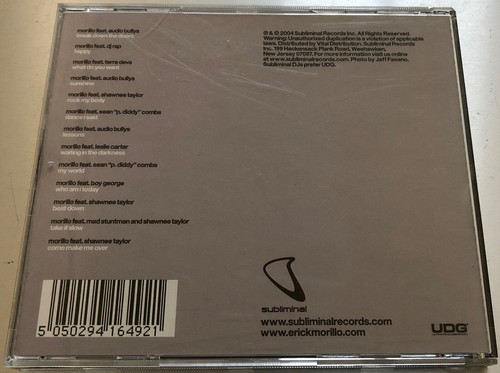 morillo feat. audio bullys
break down the doors
morillo feat. dj rap
happy
morillo feat. terra deva
what do you want
morillo feat. audio bullys
sunshine
morillo feat. shawnee taylor
rock my body
morillo feat. sean "p. diddy" combs
dance i said
morillo feat. audio bullys
lessons
morillo feat. leslie carter
waiting in the darkness
morillo feat. sean "p. diddy" combs
my world
morillo feat. boy george
who am i today
morillo feat. shawnee taylor
beat down
morillo feat. mad stuntman and shawnee taylor
take it slow
morillo feat. shawnee taylor
come make me over
℗ & © 2004 Subliminal Records Inc. All Rights Reserved.
Warning: Unauthorized duplication is a violation of applicable
laws. Distributed by Vital Distribution. Subliminal Records
Inc. 199 Hackensack Plank Road, Weehawken,
New Jersey 07087. For more information visit us online
at www.subliminalrecords.com. Photo by Jeff Fasano.
Subliminal DJs prefer UDG.
subliminal
www.subliminalrecords.com
www.erickmorillo.com
UDG
5 050294 164921